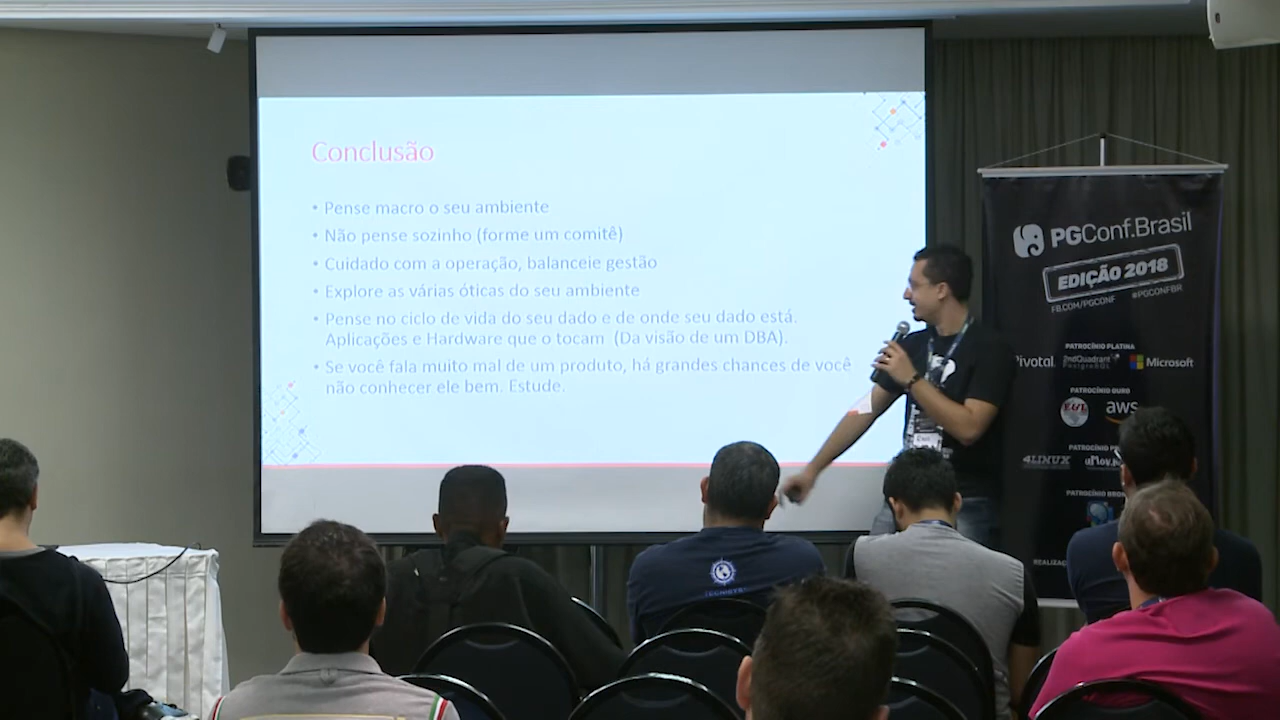 Conclusão
• Pense macro o seu ambiente
• Não pense sozinho (forme um comitê)
• Cuidado com a operação, balanceie gestão
• Explore as várias óticas do seu ambiente
• Pense no ciclo de vida do seu dado e de onde seu dado está.
Aplicações e Hardware que o tocam (Da visão de um DBA).
• Se você fala muito mal de um produto, há grandes chances de você
não conhecer ele bem. Estude.
PGConf.Brasil
EDIÇÃO 2018
FB.COM/PGCONF #PGCONFBR
PATROCÍNIO PLATINA
Pivotal. 2ndQuadrant PostgreSQL Microsoft
PATROCÍNIO OURO
aws
4LINUX